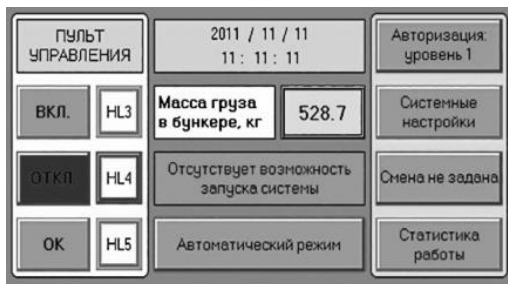 ПУЛЬТ
УПРАВЛЕНИЯ
ВКЛ.
HL3
ОТКЛ.
HL4
ОК
HL5
2011 / 11 / 11
11 : 11 : 11
Масса груза
в бункере, кг
528.7
Отсутствует возможность
запуска системы
Автоматический режим
Авторизация:
уровень 1
Системные
настройки
Смена не задана
Статистика
работы